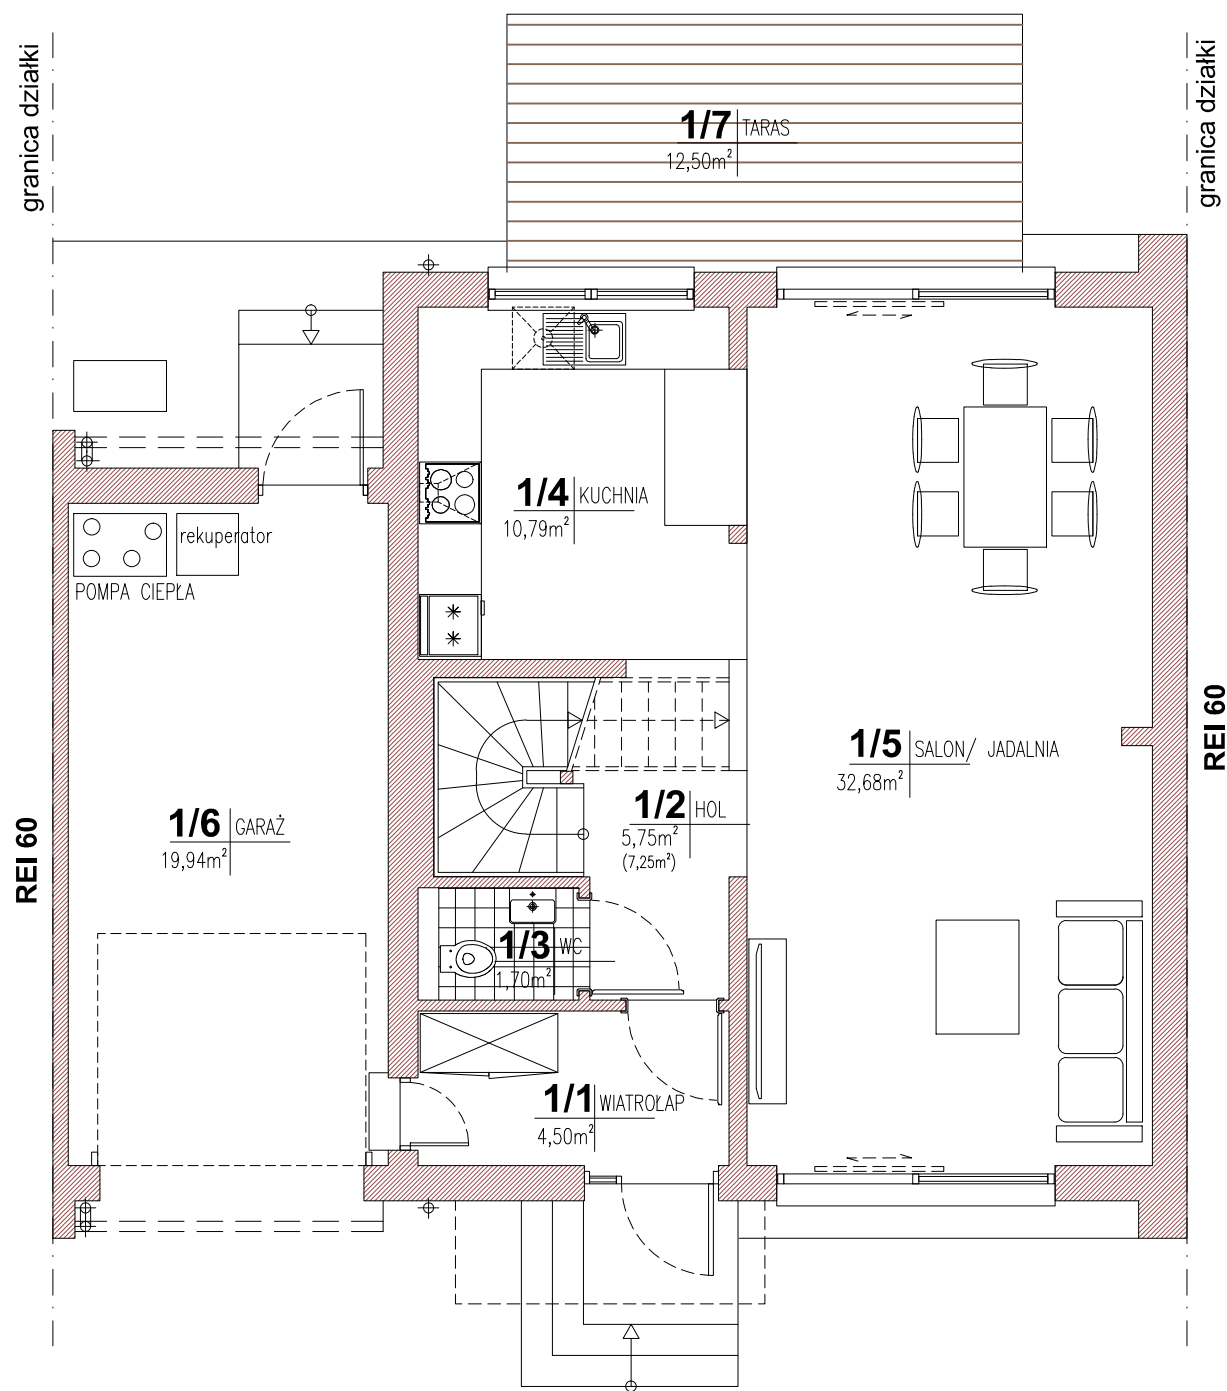 granica działki
granica działki
1/7 TARAS
12,50m²
1/4 KUCHNIA
10,79m²
rekuperator
POMPA CIEPŁA
1/5 SALON/ JADALNIA
32,68m²
REI 60
1/2 HOL
5,75m²
(7,25m²)
1/6 GARAŻ
19,94m²
REI 60
1/3 WC
1,70m²
1/1 WIATROŁAP
4,50m²